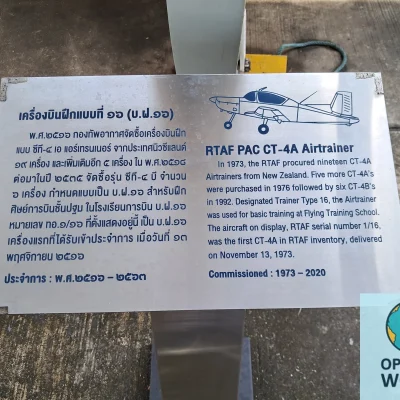 เครื่องบินฝึกแบบที่ ๑๖ (บ.ฝ.๑๖)
พ.ศ.๒๕๑๖ กองทัพอากาศจัดซื้อเครื่องบินฝึก
แบบ ซีที-๔ เอ แอร์เทรนเนอร์ จากประเทศนิวซีแลนด์
๑๙ เครื่อง และเพิ่มเติมอีก ๕ เครื่อง ใน พ.ศ.๒๕๑๙
ต่อมาในปี ๒๕๓๕ จัดซื้อรุ่น ซีที-๔ บี จำนวน
๖ เครื่อง กำหนดแบบเป็น บ.ฝ.๑๖ สำหรับฝึก
ศิษย์การบินชั้นปฐม ในโรงเรียนการบิน บ.ฝ.๑๖
หมายเลข ทอ.๑/๑๖ ที่ตั้งแสดงอยู่นี้ เป็น บ.ฝ.๑๖
เครื่องแรกที่ได้รับเข้าประจำการ เมื่อวันที่ ๑๓
พฤศจิกายน ๒๕๑๖
ประจำการ : พ.ศ.๒๕๑๖ - ๒๕๖๓
RTAF PAC CT-4A Airtrainer
In 1973, the RTAF procured nineteen CT-4A
Airtrainers from New Zealand. Five more CT-4A's
were purchased in 1976 followed by six CT-4B's
in 1992. Designated Trainer Type 16, the Airtrainer
was used for basic training at Flying Training School.
The aircraft on display, RTAF serial number 1/16,
was the first CT-4A in RTAF inventory, delivered
on November 13, 1973.
Commissioned : 1973 - 2020